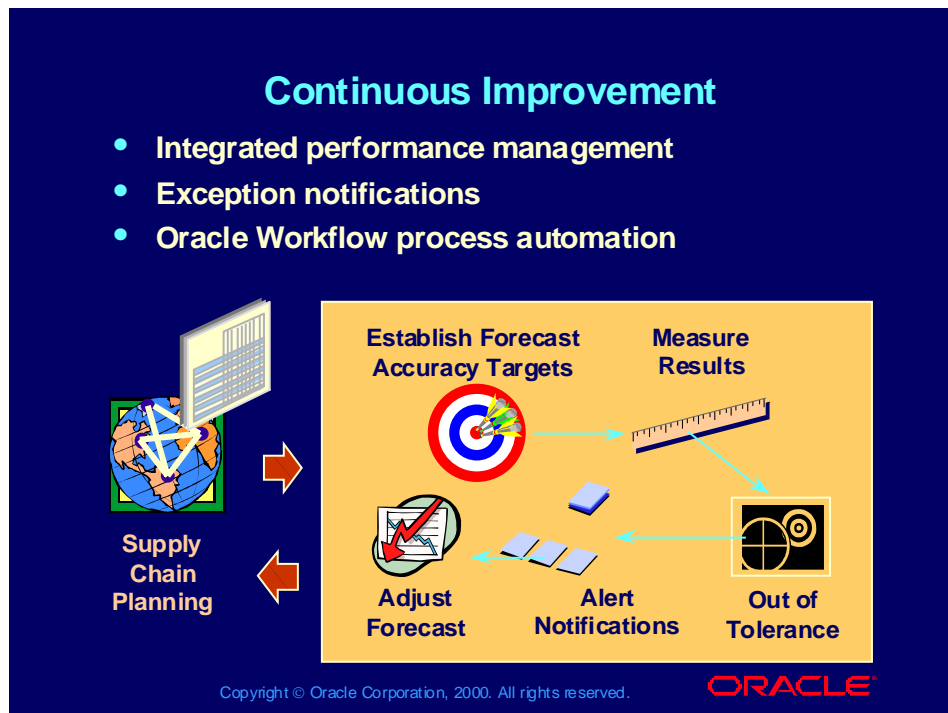 Continuous Improvement
• Integrated performance management
• Exception notifications
• Oracle Workflow process automation
Establish Forecast
Accuracy Targets
Measure
Results
Supply
Chain
Planning
Adjust
Forecast
Alert
Notifications
Out of
Tolerance
Copyright © Oracle Corporation, 2000. All rights reserved.
ORACLE®